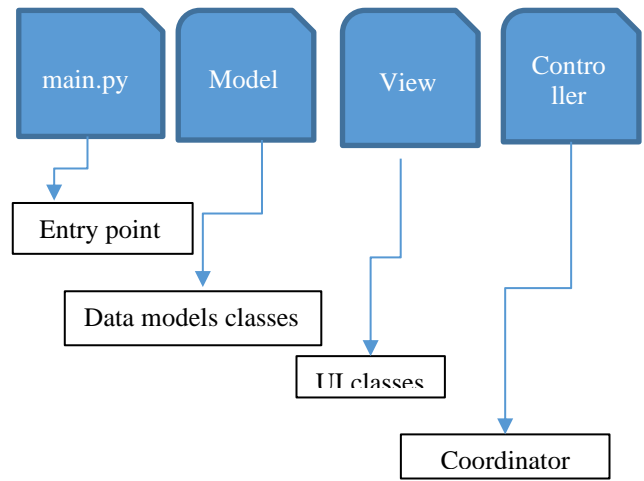 main.py
Model
View
Contro
ller
Entry point
Data models classes
UI classes
Coordinator